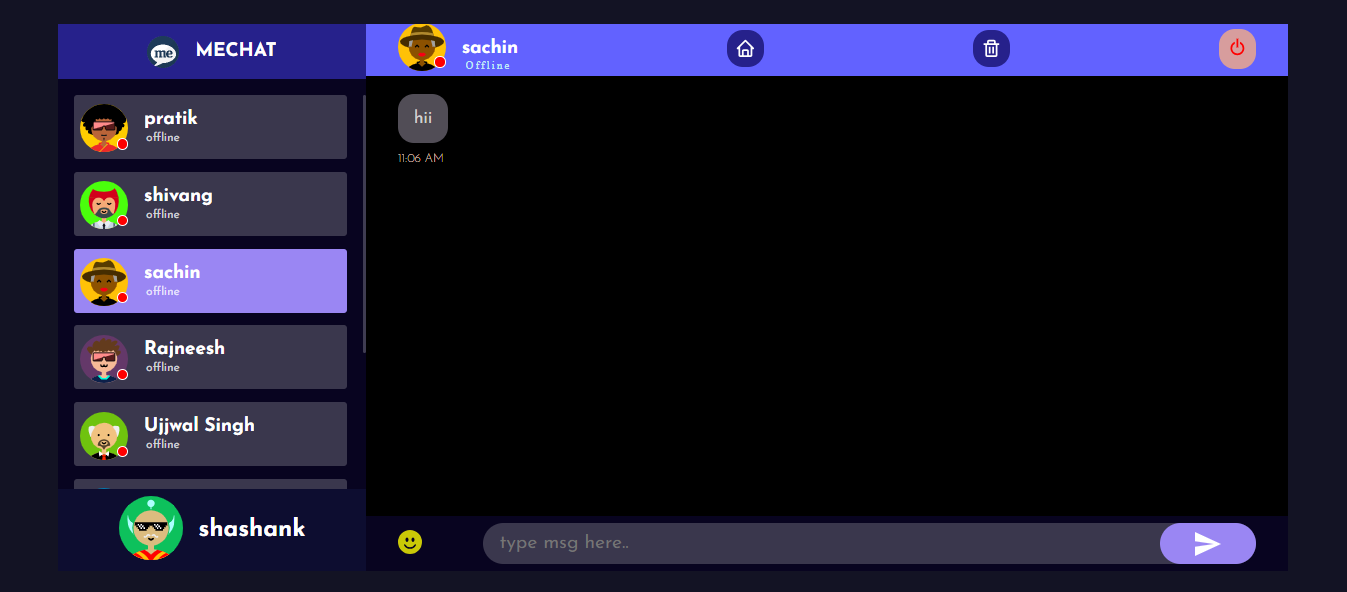 me
MECHAT
pratik
offline
shivang
offline
sachin
offline
Rajneesh
offline
Ujjwal Singh
offline
shashank
sachin
Offline
hii
11:06 AM
type msg here..